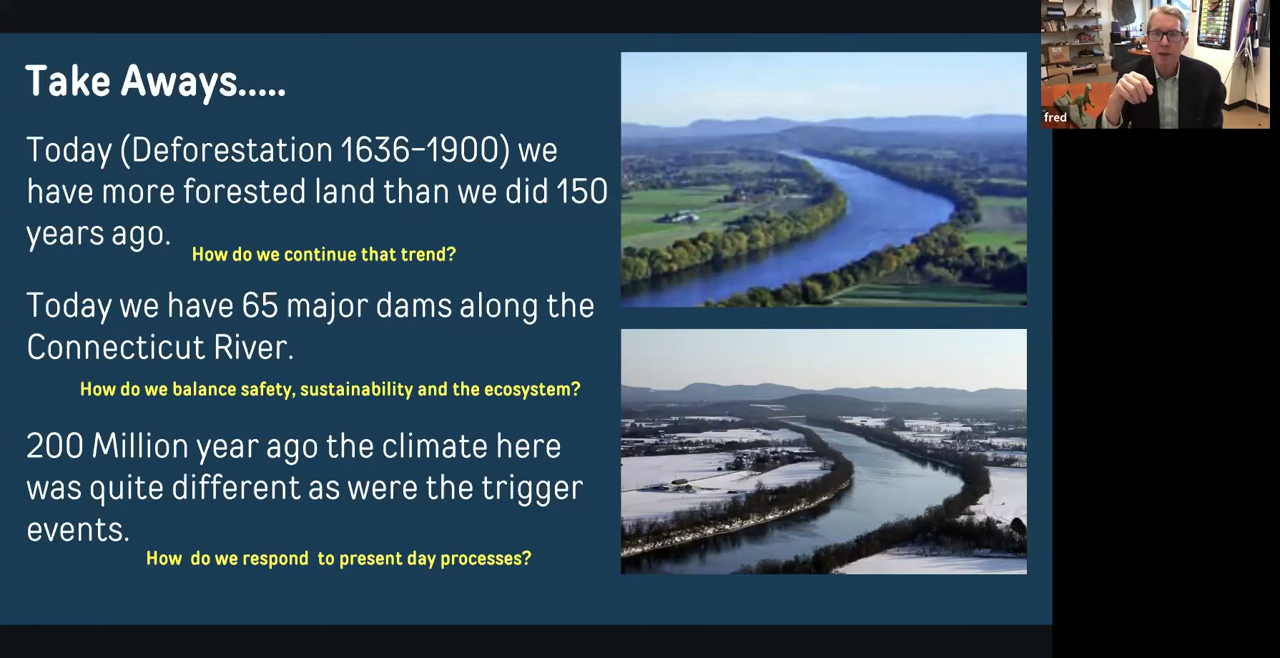 Take Aways.....
Today (Deforestation 1636–1900) we
have more forested land than we did 150
years ago.
How do we continue that trend?
Today we have 65 major dams along the
Connecticut River.
How do we balance safety, sustainability and the ecosystem?
200 Million year ago the climate here
was quite different as were the trigger
events.
How do we respond to present day processes?
fred